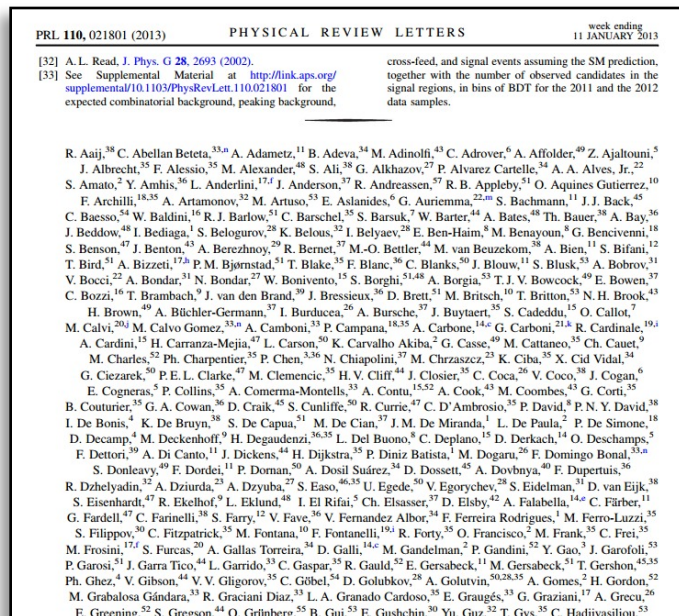 PRL 110, 021801 (2013)
PHYSICAL REVIEW LETTERS
week ending
11 JANUARY 2013
[32] A. L. Read, J. Phys. G 28, 2693 (2002).
[33] See Supplemental Material at http://link.aps.org/
supplemental/10.1103/PhysRevLett.110.021801 for the
expected combinatorial background, peaking background,
cross-feed, and signal events assuming the SM prediction,
together with the number of observed candidates in the
signal regions, in bins of BDT for the 2011 and the 2012
data samples.
R. Aaij,38 C. Abellan Beteta,33,n A. Adametz,11 B. Adeva,34 M. Adinolfi,43 C. Adrover,6 A. Affolder,49 Z. Ajaltouni,5
J. Albrecht,35 F. Alessio,35 M. Alexander,48 S. Ali,38 G. Alkhazov,27 P. Alvarez Cartelle,34 A. A. Alves, Jr.,22
S. Amato,2 Y. Amhis,36 L. Anderlini,17,f J. Anderson,37 R. Andreassen,57 R. B. Appleby,51 O. Aquines Gutierrez,10
F. Archilli,18,35 A. Artamonov,32 M. Artuso,53 E. Aslanides,6 G. Auriemma,22,m S. Bachmann,11 J. J. Back,45
C. Baesso,54 W. Baldini,16 R. J. Barlow,51 C. Barschel,35 S. Barsuk,7 W. Barter,44 A. Bates,48 Th. Bauer,38 A. Bay,36
J. Beddow,48 I. Bediaga,1 S. Belogurov,28 K. Belous,32 I. Belyaev,28 E. Ben-Haim,8 M. Benayoun,8 G. Bencivenni,18
S. Benson,47 J. Benton,43 A. Berezhnoy,29 R. Bernet,37 M.-O. Bettler,44 M. van Beuzekom,38 A. Bien,11 S. Bifani,12
T. Bird,51 A. Bizzeti,17,h P. M. Bjørnstad,51 T. Blake,35 F. Blanc,36 C. Blanks,50 J. Blouw,11 S. Blusk,53 A. Bobrov,31
V. Bocci,22 A. Bondar,31 N. Bondar,27 W. Bonivento,15 S. Borghi,51,48 A. Borgia,53 T. J. V. Bowcock,49 E. Bowen,37
C. Bozzi,16 T. Brambach,9 J. van den Brand,39 J. Bressieux,36 D. Brett,51 M. Britsch,10 T. Britton,53 N. H. Brook,43
H. Brown,49 A. Büchler-Germann,37 I. Burducea,26 A. Bursche,37 J. Buytaert,35 S. Cadeddu,15 O. Callot,7
M. Calvi,20,j M. Calvo Gomez,33,n A. Camboni,33 P. Campana,18,35 A. Carbone,14,c G. Carboni,21,k R. Cardinale,19,i
A. Cardini,15 H. Carranza-Mejia,47 L. Carson,50 K. Carvalho Akiba,2 G. Casse,49 M. Cattaneo,35 Ch. Cauet,9
M. Charles,52 Ph. Charpentier,35 P. Chen,3,36 N. Chiapolini,37 M. Chrzaszcz,23 K. Ciba,35 X. Cid Vidal,34
G. Ciezarek,50 P. E. L. Clarke,47 M. Clemencic,35 H. V. Cliff,44 J. Closier,35 C. Coca,26 V. Coco,38 J. Cogan,6
E. Cogneras,5 P. Collins,35 A. Comerma-Montells,33 A. Contu,15,52 A. Cook,43 M. Coombes,43 G. Corti,35
B. Couturier,35 G. A. Cowan,36 D. Craik,45 S. Cunliffe,50 R. Currie,47 C. D'Ambrosio,35 P. David,8 P. N. Y. David,38
I. De Bonis,4 K. De Bruyn,38 S. De Capua,51 M. De Cian,37 J. M. De Miranda,1 L. De Paula,2 P. De Simone,18
D. Decamp,4 M. Deckenhoff,9 H. Degaudenzi,36,35 L. Del Buono,8 C. Deplano,15 D. Derkach,14 O. Deschamps,5
F. Dettori,39 A. Di Canto,11 J. Dickens,44 H. Dijkstra,35 P. Diniz Batista,1 M. Dogaru,26 F. Domingo Bonal,33,n
S. Donleavy,49 F. Dordei,11 P. Dornan,50 A. Dosil Suárez,34 D. Dossett,45 A. Dovbnya,40 F. Dupertuis,36
R. Dzhelyadin,32 A. Dziurda,23 A. Dzyuba,27 S. Easo,46,35 U. Egede,50 V. Egorychev,28 S. Eidelman,31 D. van Eijk,38
S. Eisenhardt,47 R. Ekelhof,9 L. Eklund,48 I. El Rifai,5 Ch. Elsasser,37 D. Elsby,42 A. Falabella,14,e C. Färber,11
G. Fardell,47 C. Farinelli,38 S. Farry,12 V. Fave,36 V. Fernandez Albor,34 F. Ferreira Rodrigues,1 M. Ferro-Luzzi,35
S. Filippov,30 C. Fitzpatrick,35 M. Fontana,10 F. Fontanelli,19,i R. Forty,35 O. Francisco,2 M. Frank,35 C. Frei,35
M. Frosini,17,f S. Furcas,20 A. Gallas Torreira,34 D. Galli,14,c M. Gandelman,2 P. Gandini,52 Y. Gao,3 J. Garofoli,53
P. Garosi,51 J. Garra Tico,44 L. Garrido,33 C. Gaspar,35 R. Gauld,52 E. Gersabeck,11 M. Gersabeck,51 T. Gershon,45,35
Ph. Ghez,4 V. Gibson,44 V. V. Gligorov,35 C. Göbel,54 D. Golubkov,28 A. Golutvin,50,28,35 A. Gomes,2 H. Gordon,52
M. Grabalosa Gándara,33 R. Graciani Diaz,33 L. A. Granado Cardoso,35 E. Graugés,33 G. Graziani,17 A. Grecu,26
E. Greening,52 S. Gregson,44 O. Grünberg,55 B. Gui,53 E. Gushchin,30 Yu. Guz,32 T. Gys,35 C. Hadjivasiliou,53